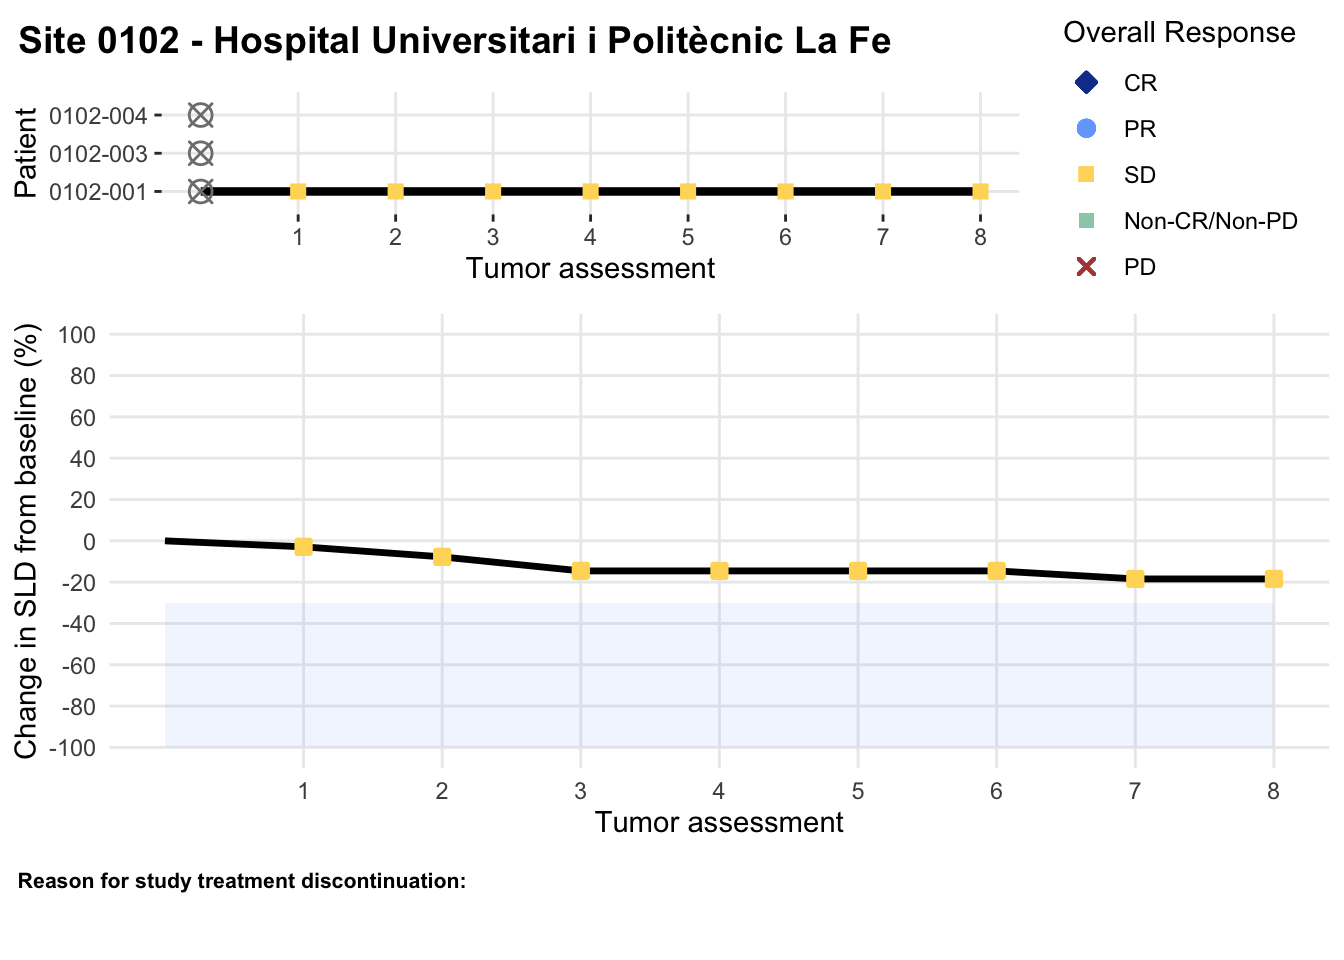 Site 0102 - Hospital Universitari i Politècnic La Fe
Overall Response
CR
PR
SD
Non-CR/Non-PD
PD
Patient
0102-004
0102-003
0102-001
1 2 3 4 5 6 7 8
Tumor assessment
Change in SLD from baseline (%)
100
80
60
40
20
0
-20
-40
-60
-80
-100
1 2 3 4 5 6 7 8
Tumor assessment
Reason for study treatment discontinuation: